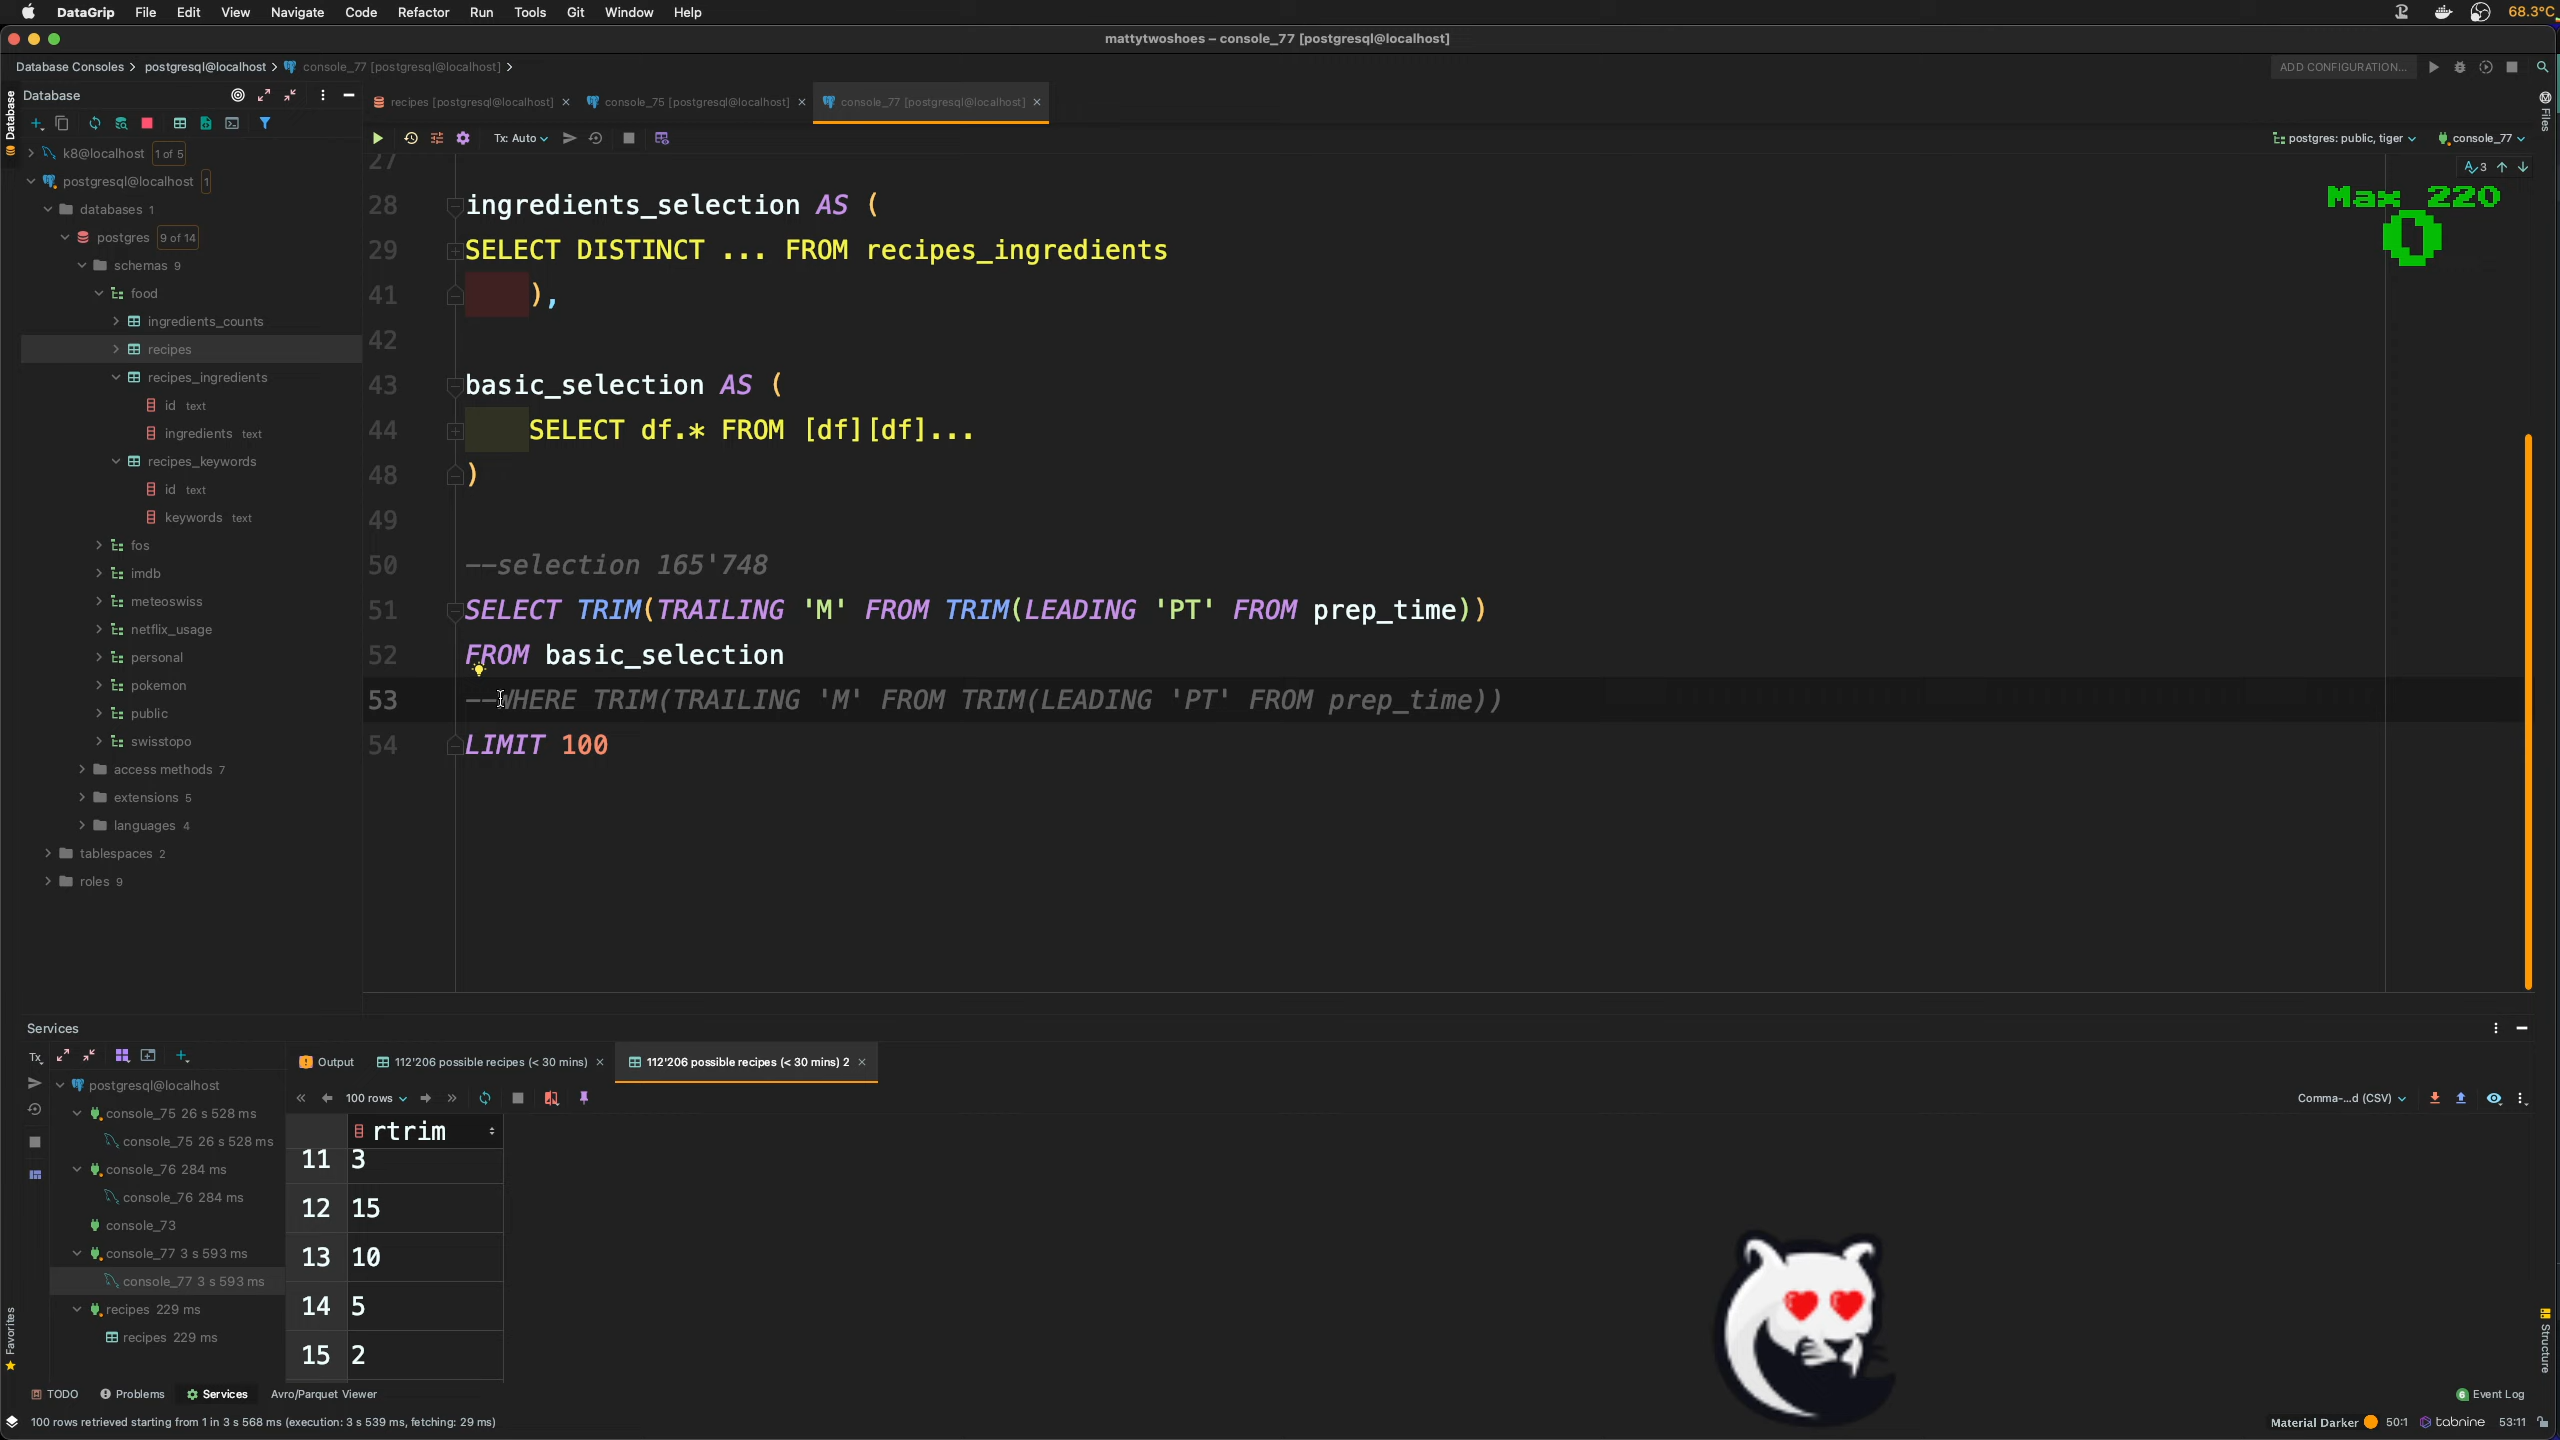 DataGrip File Edit View Navigate Code Refactor Run Tools Git Window Help 68.3°C
mattytwoshoes – console_77 [postgresql@localhost]
Database Consoles postgresql@localhost console_77 [postgresql@localhost] ADD CONFIGURATION...
Database
Database
Files
recipes [postgresql@localhost] console_75 [postgresql@localhost] console_77 [postgresql@localhost]
Tx: Auto postgres: public, tiger console_77
3
Max 220
0
k8@localhost 1 of 5
postgresql@localhost 1
databases 1
postgres 9 of 14
schemas 9
food
ingredients_counts
recipes
recipes_ingredients
id text
ingredients text
recipes_keywords
id text
keywords text
fos
imdb
meteoswiss
netflix_usage
personal
pokemon
public
swisstopo
access methods 7
extensions 5
languages 4
tablespaces 2
roles 9
27
28 ingredients_selection AS (
29 SELECT DISTINCT ... FROM recipes_ingredients
41 ),
42
43 basic_selection AS (
44 SELECT df.* FROM [df][df]...
48 )
49
50 --selection 165'748
51 SELECT TRIM(TRAILING 'M' FROM TRIM(LEADING 'PT' FROM prep_time))
52 FROM basic_selection
53 --WHERE TRIM(TRAILING 'M' FROM TRIM(LEADING 'PT' FROM prep_time))
54 LIMIT 100
Services
Tx
postgresql@localhost
console_75 26 s 528 ms
console_75 26 s 528 ms
console_76 284 ms
console_76 284 ms
console_73
console_77 3 s 593 ms
console_77 3 s 593 ms
recipes 229 ms
recipes 229 ms
Output 112'206 possible recipes (< 30 mins) 112'206 possible recipes (< 30 mins) 2
100 rows Comma-...d (CSV)
rtrim
11 3
12 15
13 10
14 5
15 2
Favorites
Structure
TODO Problems Services Avro/Parquet Viewer 6 Event Log
100 rows retrieved starting from 1 in 3 s 568 ms (execution: 3 s 539 ms, fetching: 29 ms) Material Darker 50:1 tabnine 53:11